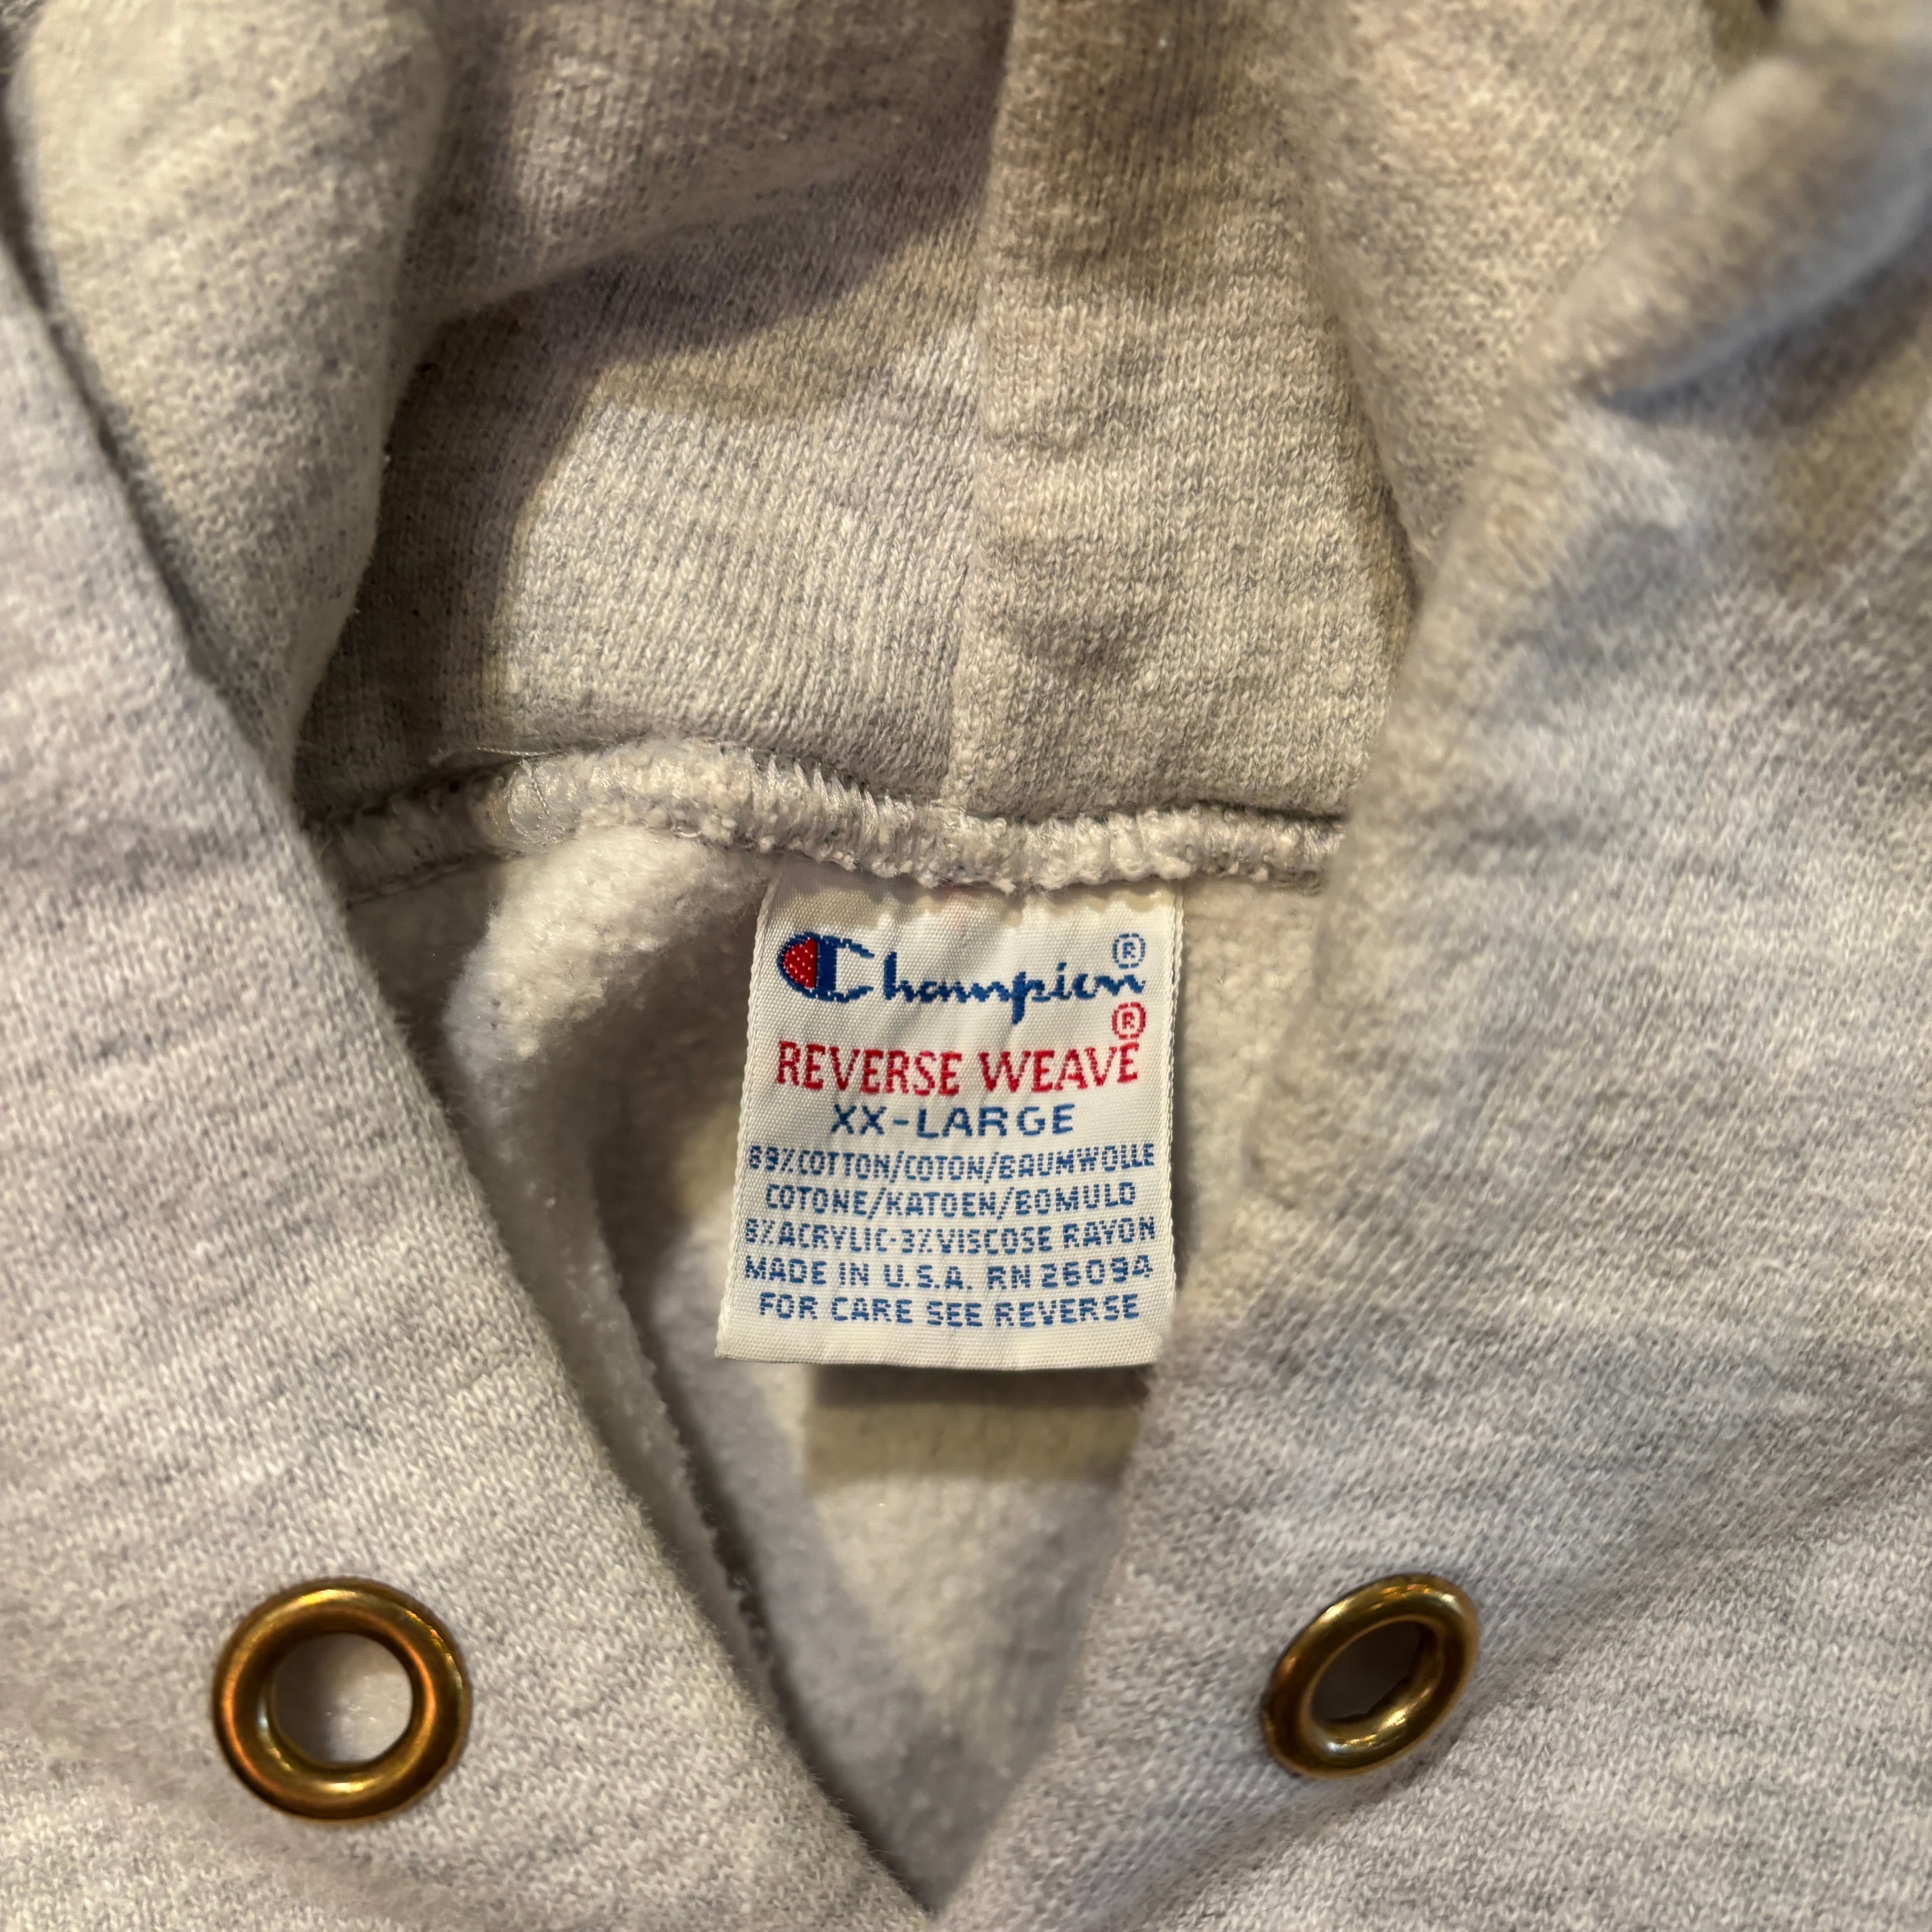 Champion®
REVERSE WEAVE®
XX-LARGE
89%COTTON/COTON/BAUMWOLLE
COTONE/KATOEN/BOMULD
8%ACRYLIC-3%VISCOSE RAYON
MADE IN U.S.A. RN 26094
FOR CARE SEE REVERSE